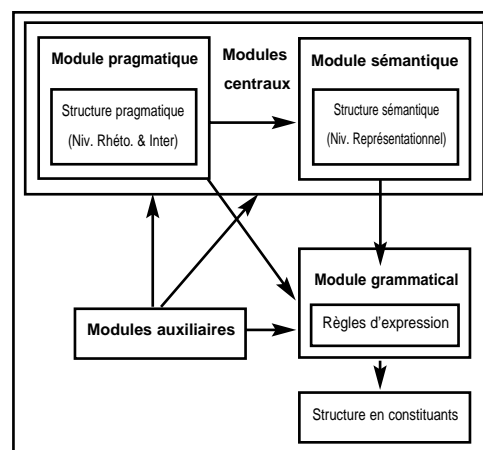 Module pragmatique
Structure pragmatique
(Niv. Rhéto. & Inter)
Modules
centraux
Module sémantique
Structure sémantique
(Niv. Représentationnel)
Module grammatical
Règles d'expression
Modules auxiliaires
Structure en constituants